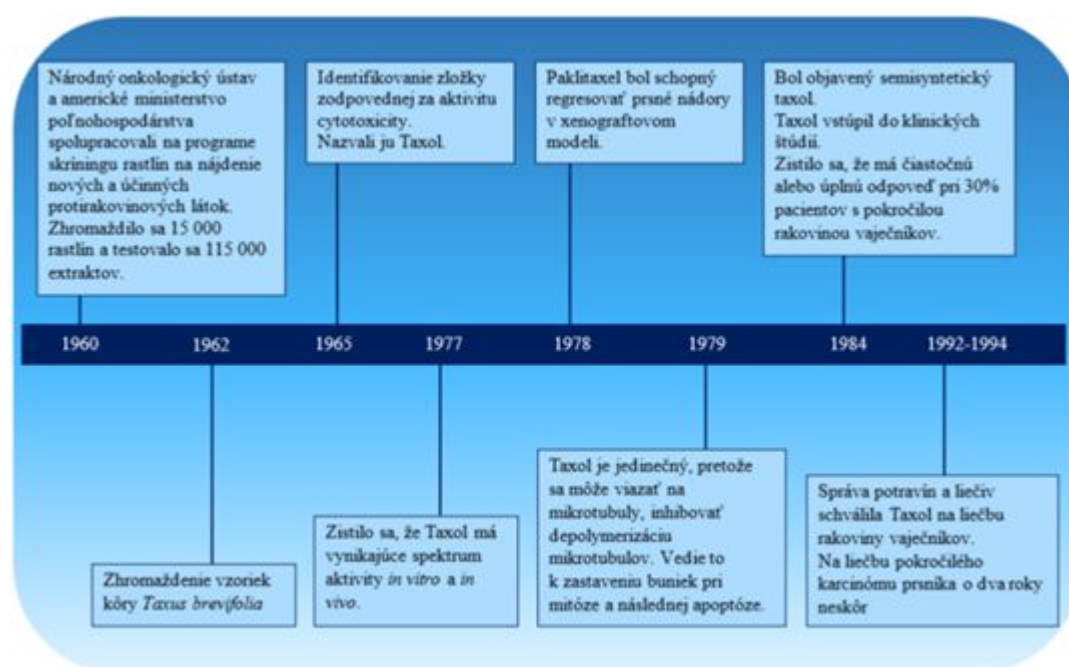 Národný onkologický ústav
a americké ministerstvo
poľnohospodárstva
spolupracovali na programe
skríningu rastlín na nájdenie
nových a účinných
protirakovinových látok.
Zhromaždilo sa 15 000
rastlín a testovalo sa 115 000
extraktov.
Identifikovanie zložky
zodpovednej za aktivitu
cytotoxicity.
Nazvali ju Taxol.
Paklitaxel bol schopný
regresovať prsné nádory
v xenograftovom
modeli.
Bol objavený semisyntetický
taxol.
Taxol vstúpil do klinických
štúdií.
Zistilo sa, že má čiastočnú
alebo úplnú odpoveď pri 30%
pacientov s pokročilou
rakovinou vaječníkov.
1960 1962 1965 1977 1978 1979 1984 1992-1994
Zhromaždenie vzoriek
kôry Taxus brevifolia
Zistilo sa, že Taxol má
vynikajúce spektrum
aktivity in vitro a in
vivo.
Taxol je jedinečný, pretože
sa môže viazať na
mikrotubuly, inhibovať
depolymerizáciu
mikrotubulov. Vedie to
k zastaveniu buniek pri
mitóze a následnej apoptóze.
Správa potravín a liečiv
schválila Taxol na liečbu
rakoviny vaječníkov.
Na liečbu pokročilého
karcinómu prsníka o dva roky
neskôr